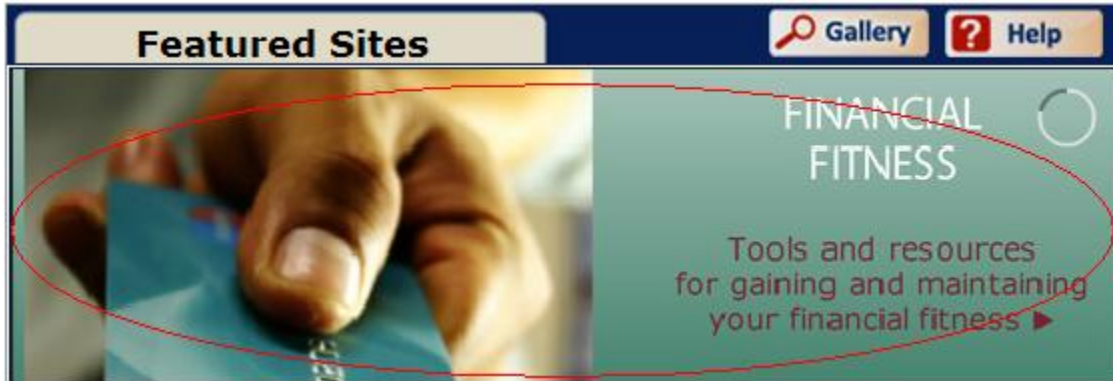 Featured Sites
Gallery
? Help
FINANCIAL
FITNESS
Tools and resources
for gaining and maintaining
your financial fitness ►